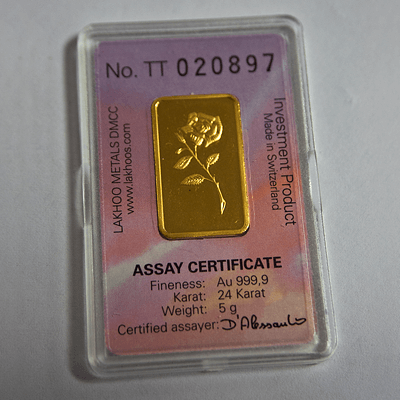 No. TT 020897
LAKHOO METALS DMCC
www.lakhoos.com
Investment Product
Made in Switzerland
ASSAY CERTIFICATE
Fineness: Au 999,9
Karat: 24 Karat
Weight: 5 g
Certified assayer: D'Alessandris